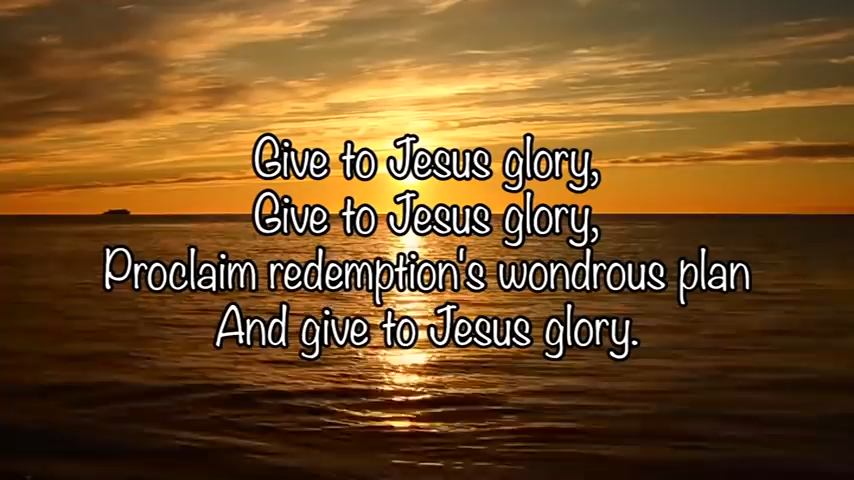 Give to Jesus glory,
Give to Jesus glory,
Proclaim redemption's wondrous plan
And give to Jesus glory.